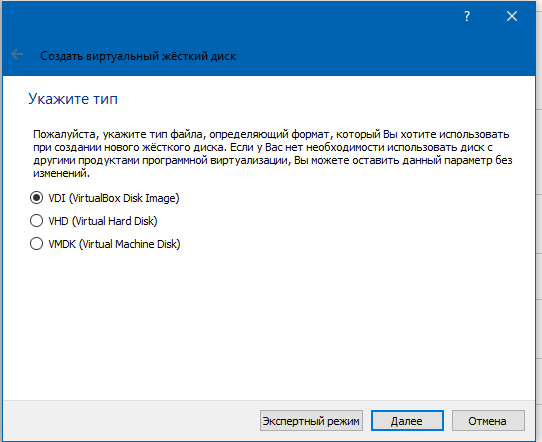 ?
Создать виртуальный жёсткий диск
Укажите тип
Пожалуйста, укажите тип файла, определяющий формат, который Вы хотите использовать
при создании нового жёсткого диска. Если у Вас нет необходимости использовать диск с
другими продуктами программной виртуализации, Вы можете оставить данный параметр без
изменений.
VDI (VirtualBox Disk Image)
VHD (Virtual Hard Disk)
VMDK (Virtual Machine Disk)
Экспертный режим Далее Отмена